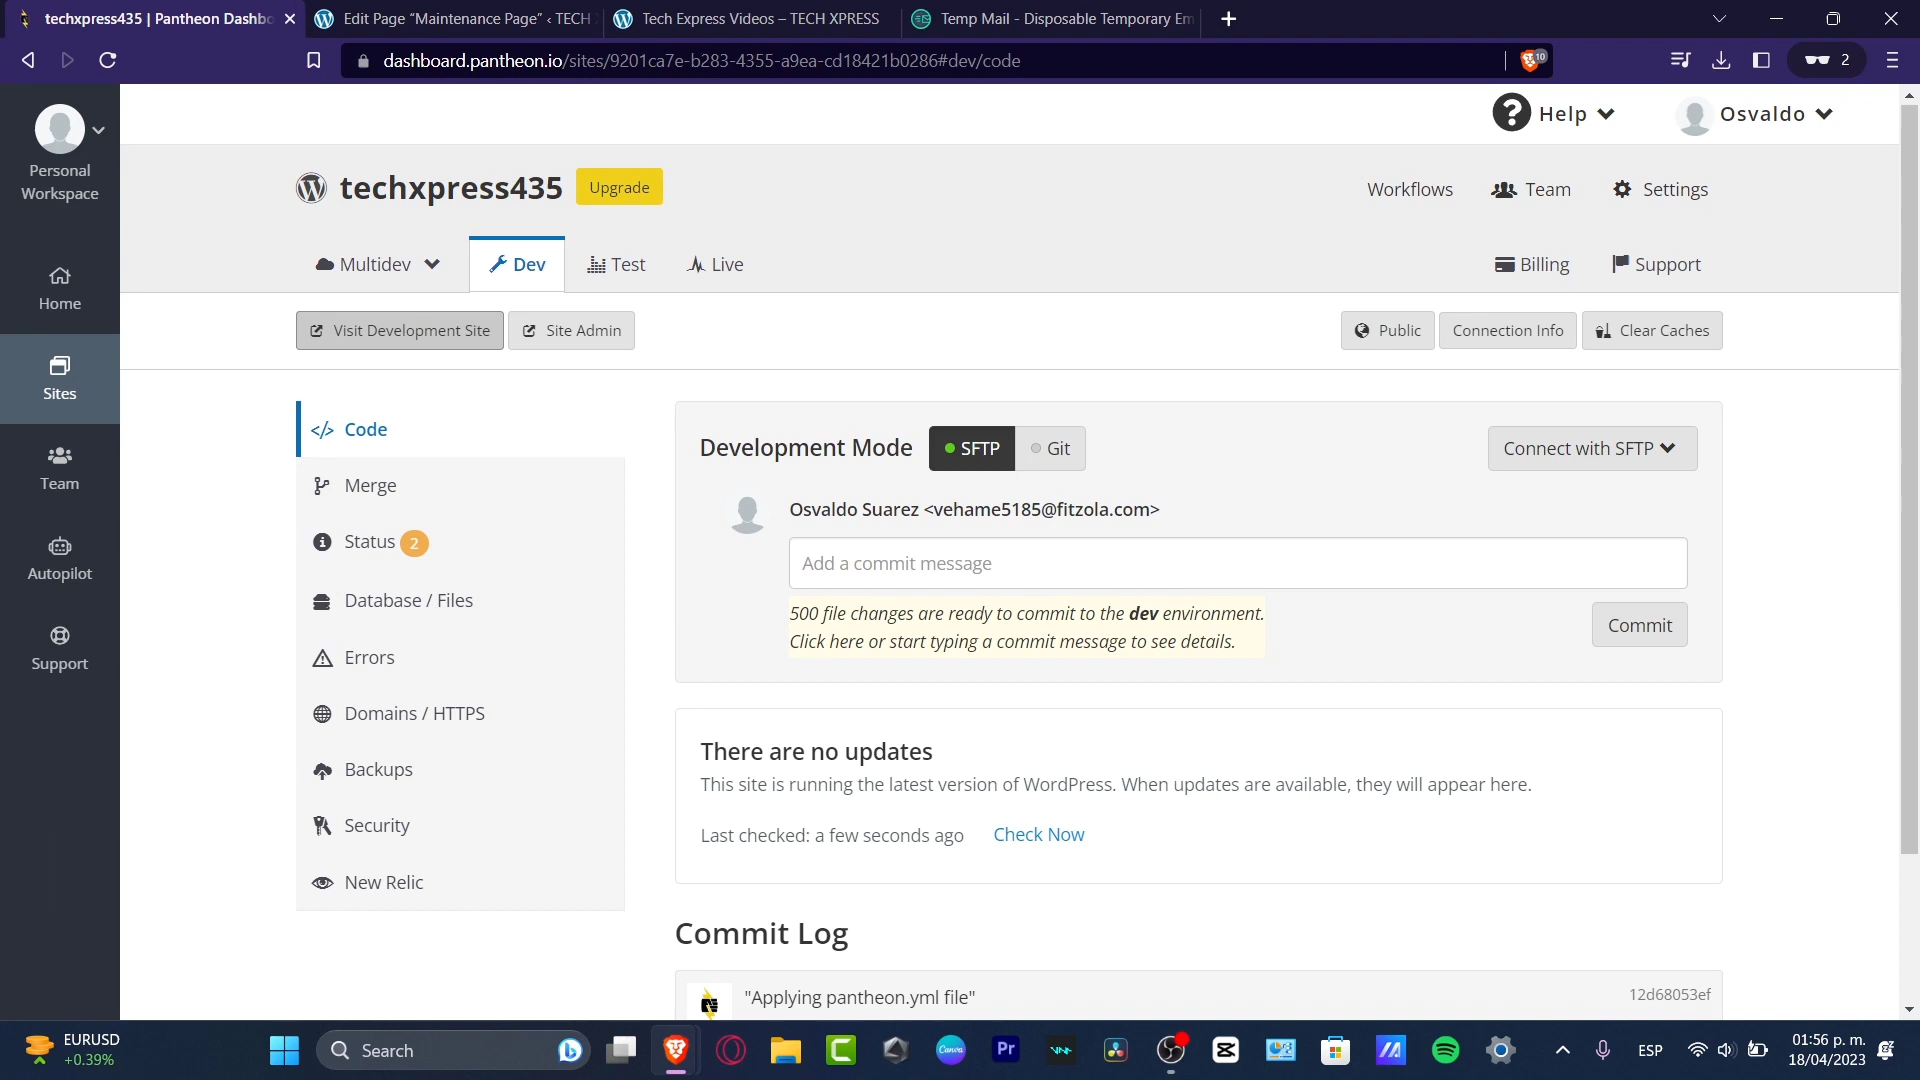 techxpress435 | Pantheon Dashbo
Edit Page “Maintenance Page” ‹ TECH
Tech Express Videos – TECH XPRESS
Temp Mail - Disposable Temporary Em
dashboard.pantheon.io/sites/9201ca7e-b283-4355-a9ea-cd18421b0286#dev/code
10
2
Personal Workspace
Home
Sites
Team
Autopilot
Support
Help
Osvaldo
techxpress435
Upgrade
Workflows
Team
Settings
Multidev
Dev
Test
Live
Billing
Support
Visit Development Site
Site Admin
Public
Connection Info
Clear Caches
Code
Merge
Status 2
Database / Files
Errors
Domains / HTTPS
Backups
Security
New Relic
Development Mode
SFTP
Git
Connect with SFTP
Osvaldo Suarez <vehame5185@fitzola.com>
Add a commit message
500 file changes are ready to commit to the dev environment.
Click here or start typing a commit message to see details.
Commit
There are no updates
This site is running the latest version of WordPress. When updates are available, they will appear here.
Last checked: a few seconds ago
Check Now
Commit Log
"Applying pantheon.yml file"
12d68053ef
EURUSD
+0.39%
Search
Canva
Pr
ESP
01:56 p. m.
18/04/2023